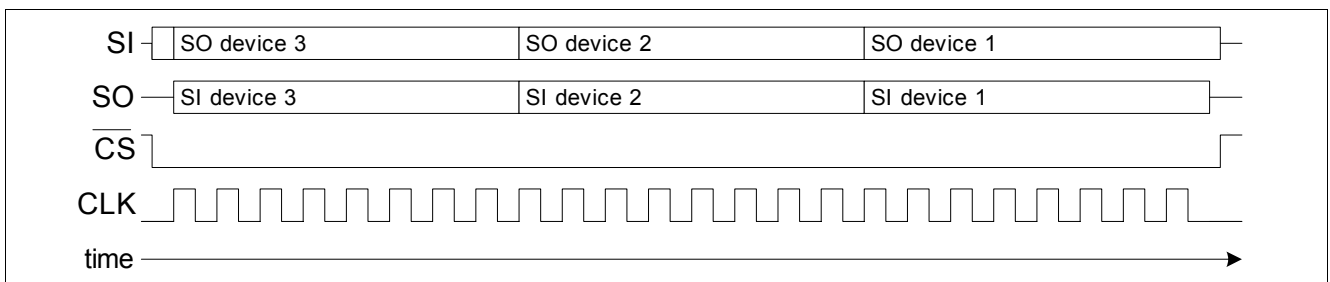 SI SO device 3 SO device 2 SO device 1
SO SI device 3 SI device 2 SI device 1
CS
CLK
time